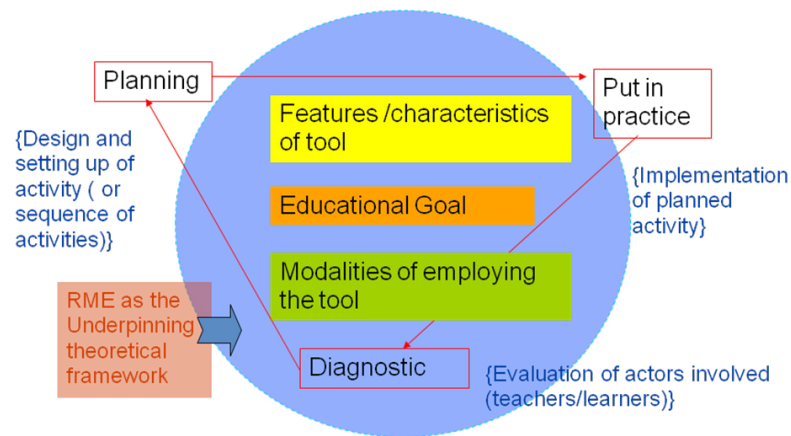 Planning
Put in
practice
Features /characteristics
of tool
{Design and
setting up of
activity ( or
sequence of
activities)}
{Implementation
of planned
activity}
Educational Goal
Modalities of employing
the tool
RME as the
Underpinning
theoretical
framework
Diagnostic
{Evaluation of actors involved
(teachers/learners)}